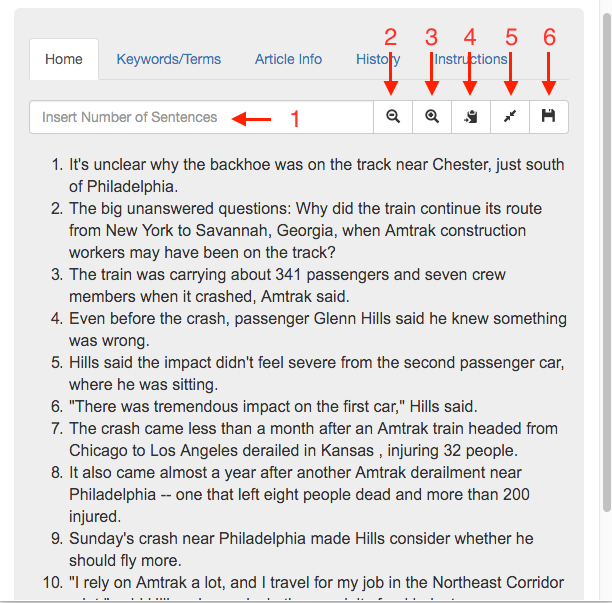 2 3 4 5 6
Home Keywords/Terms Article Info History Instructions
Insert Number of Sentences 1
1. It's unclear why the backhoe was on the track near Chester, just south
of Philadelphia.
2. The big unanswered questions: Why did the train continue its route
from New York to Savannah, Georgia, when Amtrak construction
workers may have been on the track?
3. The train was carrying about 341 passengers and seven crew
members when it crashed, Amtrak said.
4. Even before the crash, passenger Glenn Hills said he knew something
was wrong.
5. Hills said the impact didn't feel severe from the second passenger car,
where he was sitting.
6. "There was tremendous impact on the first car," Hills said.
7. The crash came less than a month after an Amtrak train headed from
Chicago to Los Angeles derailed in Kansas , injuring 32 people.
8. It also came almost a year after another Amtrak derailment near
Philadelphia -- one that left eight people dead and more than 200
injured.
9. Sunday's crash near Philadelphia made Hills consider whether he
should fly more.
10. "I rely on Amtrak a lot, and I travel for my job in the Northeast Corridor